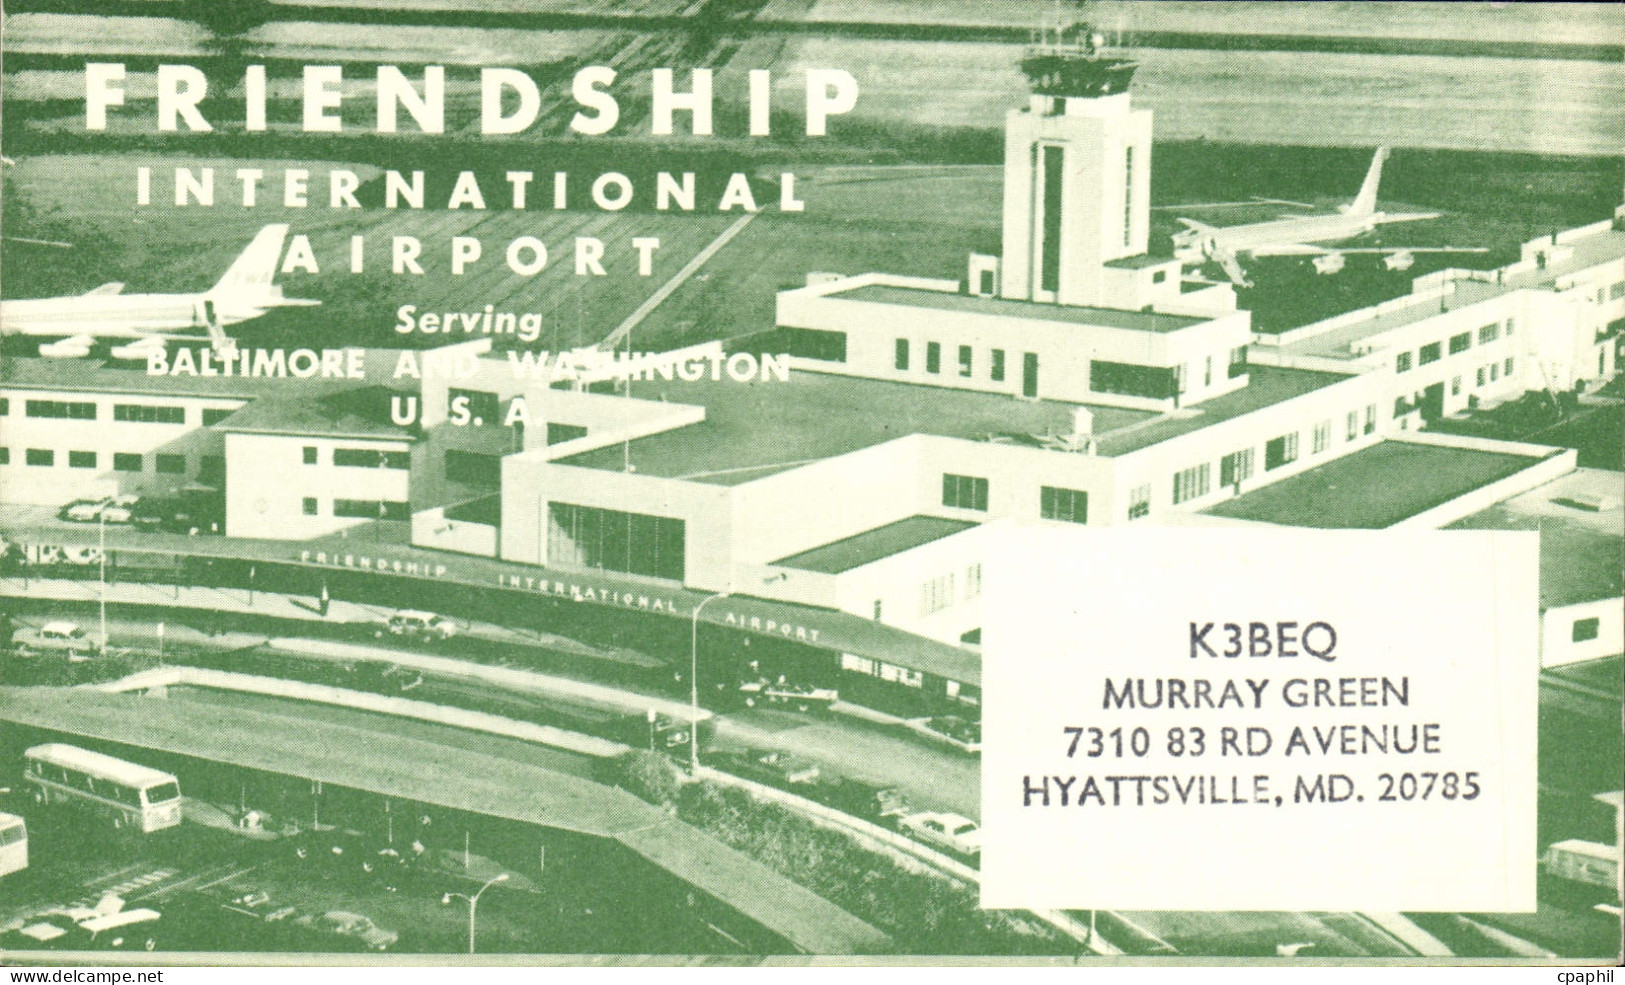 FRIENDSHIP
INTERNATIONAL
AIRPORT
Serving
BALTIMORE AND WASHINGTON
U. S. A.
TWA
FRIENDSHIP INTERNATIONAL AIRPORT
K3BEQ
MURRAY GREEN
7310 83 RD AVENUE
HYATTSVILLE, MD. 20785
www.delcampe.net
cpaphil